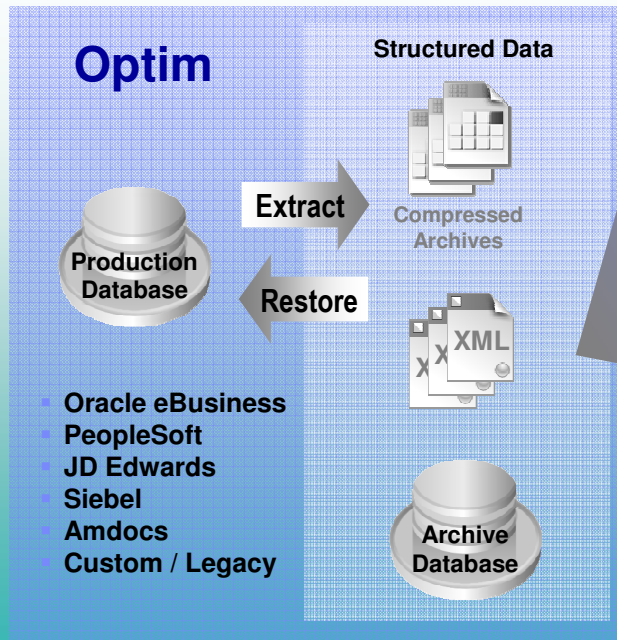 Optim
Structured Data
Extract
Compressed
Archives
Production
Database
Restore
XML
X
X
Oracle eBusiness
PeopleSoft
JD Edwards
Siebel
Amdocs
Custom / Legacy
Archive
Database